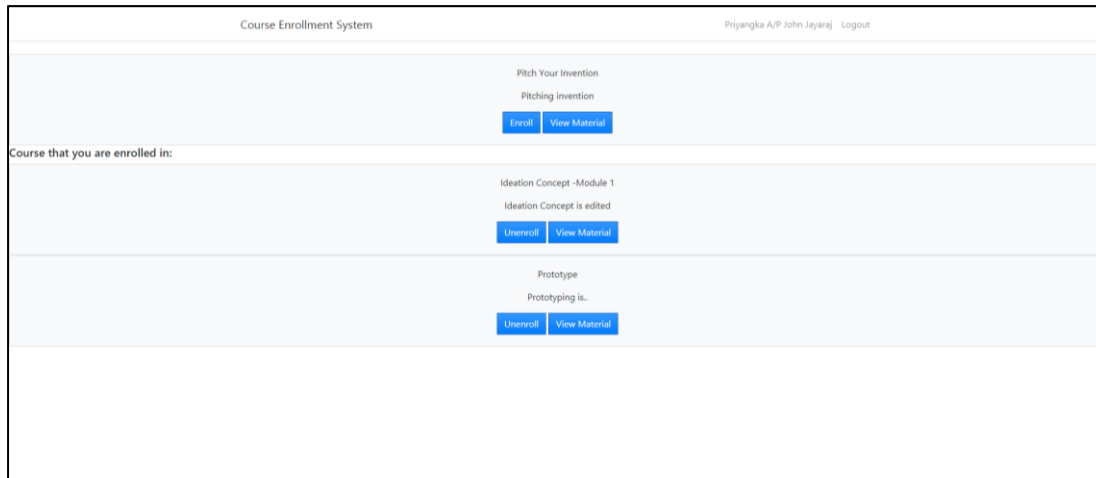 Course Enrollment System Priyangka A/P John Jayaraj Logout
Pitch Your Invention
Pitching invention
Enroll View Material
Course that you are enrolled in:
Ideation Concept -Module 1
Ideation Concept is edited
Unenroll View Material
Prototype
Prototyping is..
Unenroll View Material